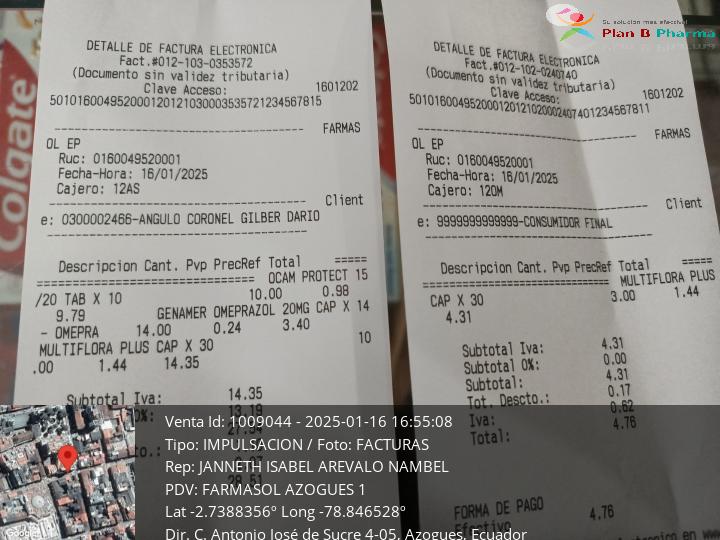 Colgate
DETALLE DE FACTURA ELECTRONICA
Fact.#012-103-0353572
(Documento sin validez tributaria)
Clave Acceso: 1601202
5010160049520001201210300035357212345678​15
------------------------------ FARMAS
OL EP
Ruc: 0160049520001
Fecha-Hora: 16/01/2025
Cajero: 12AS
------------------------------ Client
e: 0300002466-ANGULO CORONEL GILBER DARIO
------------------------------
Descripcion Cant. Pvp PrecRef Total =====
============================== OCAM PROTECT 15
/20 TAB X 10 10.00 0.98
9.79 GENAMER OMEPRAZOL 20MG CAP X 14
- OMEPRA 14.00 0.24 3.40
MULTIFLORA PLUS CAP X 30 10
.00 1.44 14.35
Subtotal Iva: 14.35
0%: 13.19
Su solucion mas efectiva!
Plan B Pharma
DETALLE DE FACTURA ELECTRONICA
Fact.#012-102-0240740
(Documento sin validez tributaria)
Clave Acceso: 1601202
501016004952000120121020002407401234567811
------------------------------ FARMAS
OL EP
Ruc: 0160049520001
Fecha-Hora: 16/01/2025
Cajero: 120M
------------------------------ Client
e: 9999999999999-CONSUMIDOR FINAL
------------------------------
Descripcion Cant. Pvp PrecRef Total =====
============================== MULTIFLORA PLUS
CAP X 30 3.00 1.44
4.31
Subtotal Iva: 4.31
Subtotal 0%: 0.00
Subtotal: 4.31
Tot. Descto.: 0.17
Iva: 0.62
Total: 4.76
FORMA DE PAGO
Efectivo 4.76
Venta Id: 1009044 - 2025-01-16 16:55:08
Tipo: IMPULSACION / Foto: FACTURAS
Rep: JANNETH ISABEL AREVALO NAMBEL
PDV: FARMASOL AZOGUES 1
Lat -2.7388356° Long -78.846528°
Dir. C. Antonio José de Sucre 4-05, Azogues, Ecuador
Google